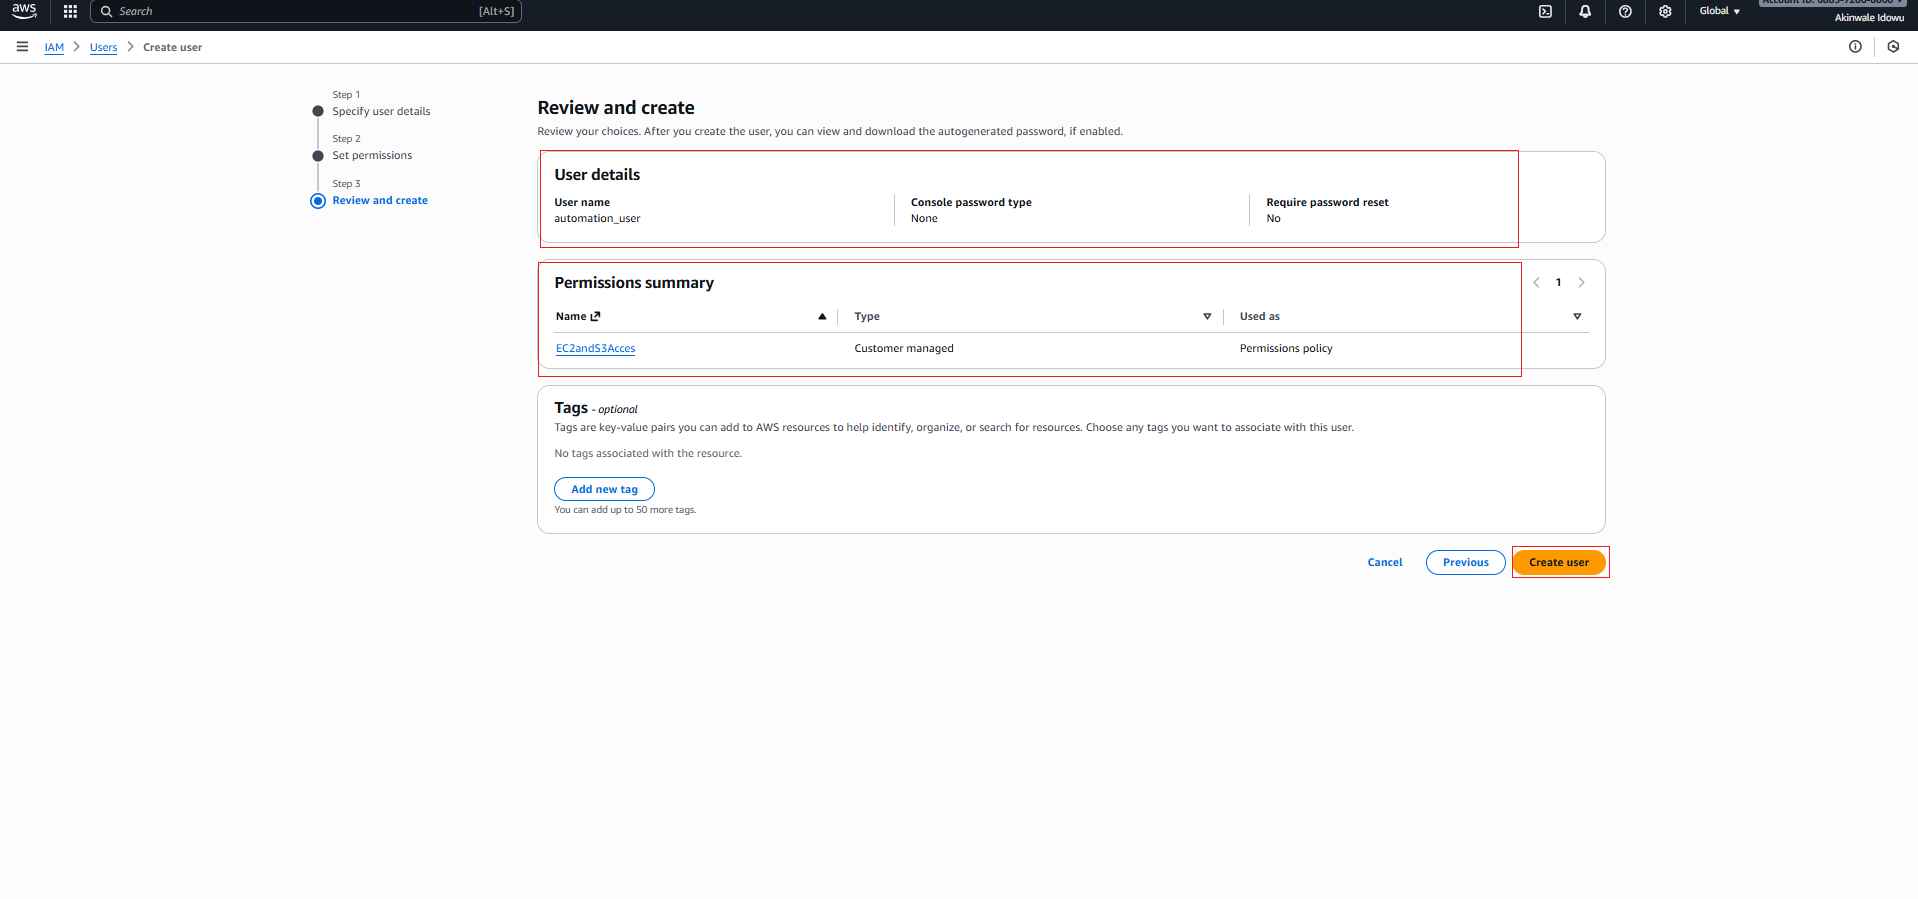 aws
Search [Alt+S]
Global
Akinwale Idowu
IAM > Users > Create user
Step 1
Specify user details
Step 2
Set permissions
Step 3
Review and create
Review and create
Review your choices. After you create the user, you can view and download the autogenerated password, if enabled.
User details
User name Console password type Require password reset
automation_user None No
Permissions summary 1
Name Type Used as
EC2andS3Acces Customer managed Permissions policy
Tags - optional
Tags are key-value pairs you can add to AWS resources to help identify, organize, or search for resources. Choose any tags you want to associate with this user.
No tags associated with the resource.
Add new tag
You can add up to 50 more tags.
Cancel Previous Create user